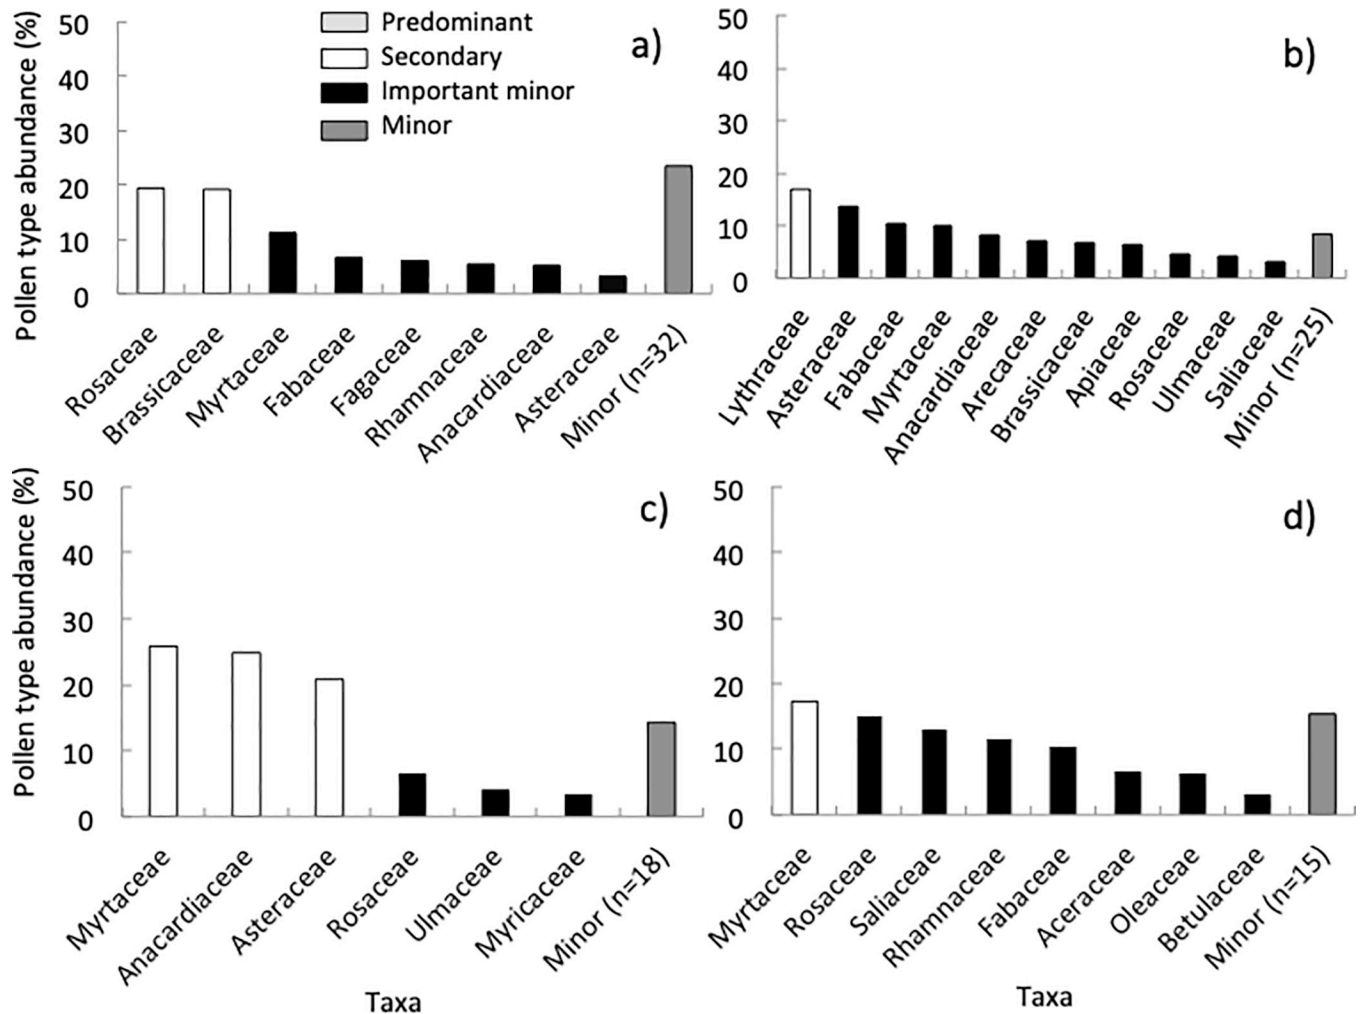 Pollen type abundance (%)
50
40
30
20
10
0
Predominant
Secondary
Important minor
Minor
a)
Rosaceae
Brassicaceae
Myrtaceae
Fabaceae
Fagaceae
Rhamnaceae
Anacardiaceae
Asteraceae
Minor (n=32)
50
40
30
20
10
0
b)
Lythraceae
Asteraceae
Fabaceae
Myrtaceae
Anacardiaceae
Arecaceae
Brassicaceae
Apiaceae
Rosaceae
Ulmaceae
Saliaceae
Minor (n=25)
Pollen type abundance (%)
50
40
30
20
10
0
c)
Myrtaceae
Anacardiaceae
Asteraceae
Rosaceae
Ulmaceae
Myricaceae
Minor (n=18)
Taxa
50
40
30
20
10
0
d)
Myrtaceae
Rosaceae
Saliaceae
Rhamnaceae
Fabaceae
Aceraceae
Oleaceae
Betulaceae
Minor (n=15)
Taxa